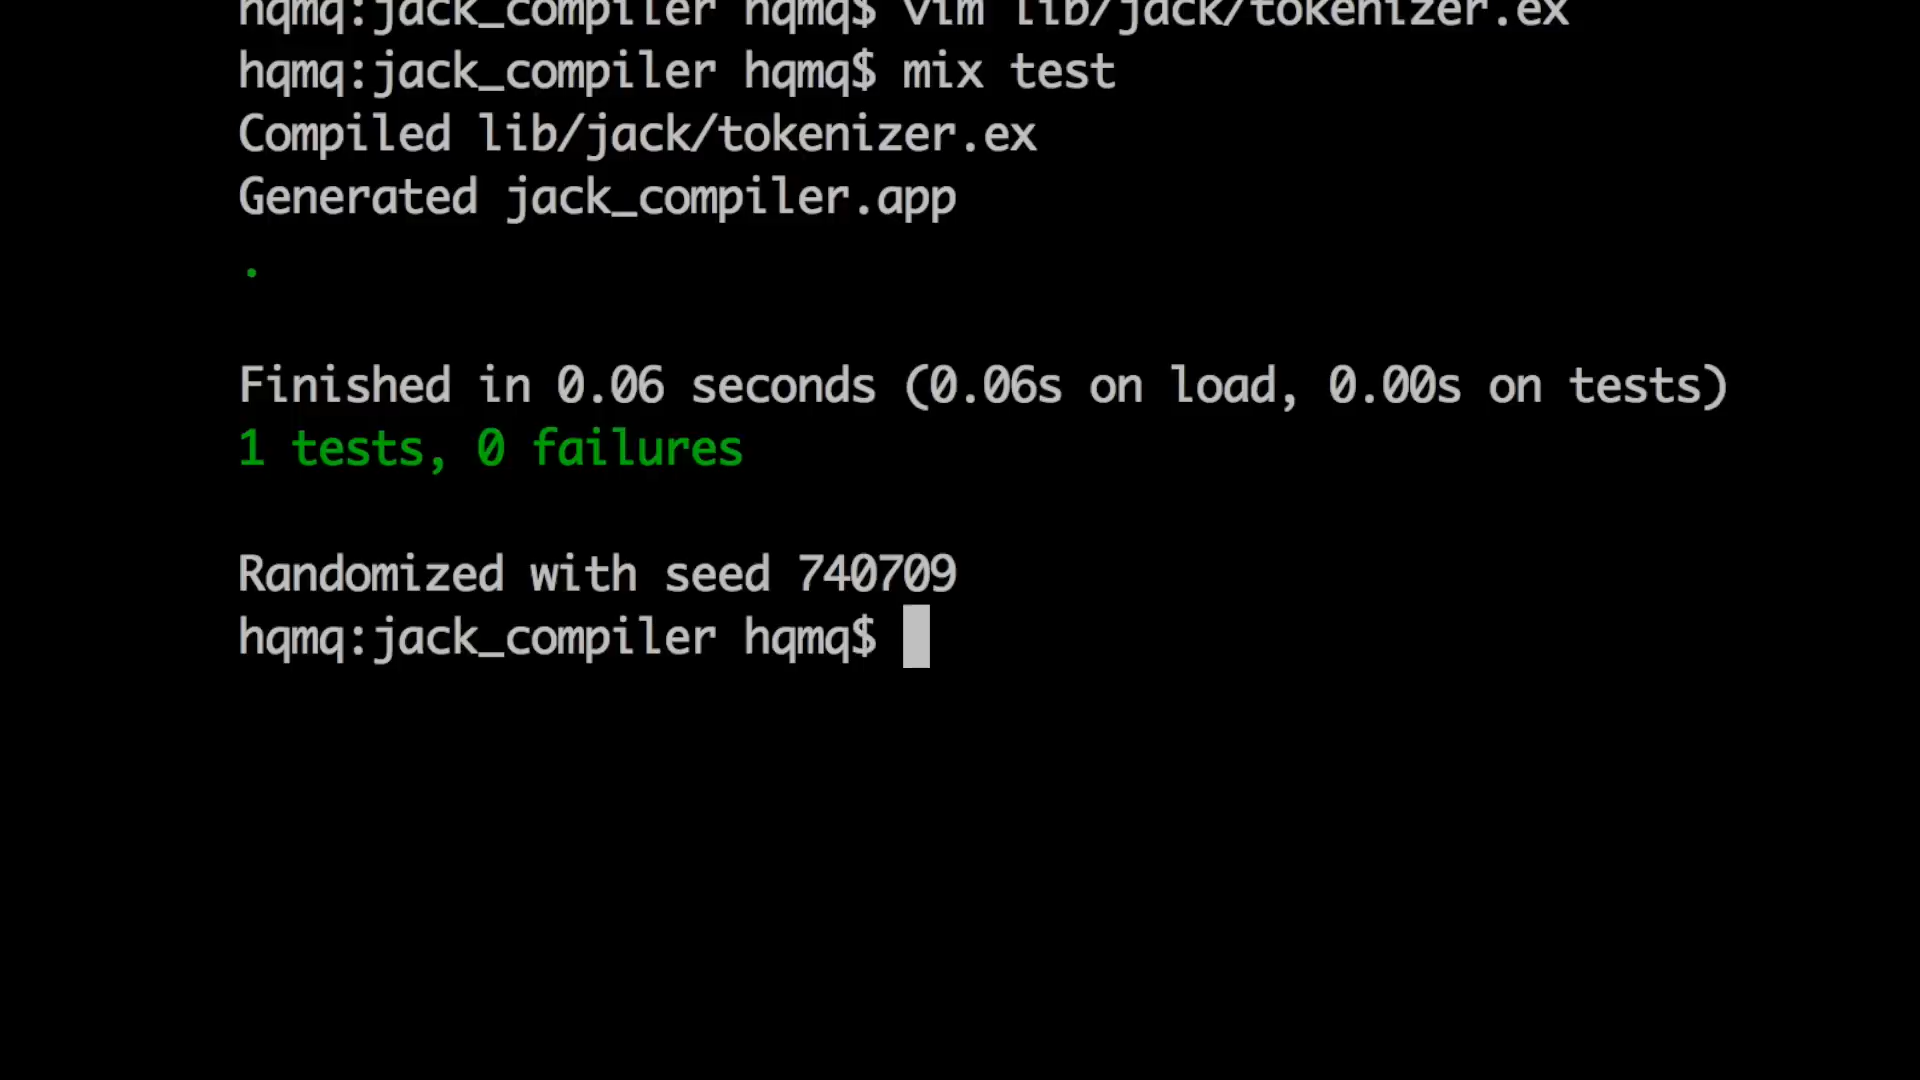 hqmq:jack_compiler hqmq$ vim lib/jack/tokenizer.ex
hqmq:jack_compiler hqmq$ mix test
Compiled lib/jack/tokenizer.ex
Generated jack_compiler.app
.
Finished in 0.06 seconds (0.06s on load, 0.00s on tests)
1 tests, 0 failures
Randomized with seed 740709
hqmq:jack_compiler hqmq$